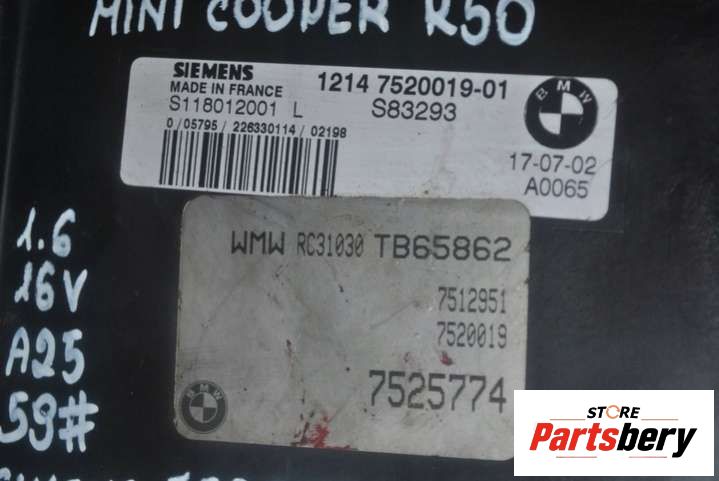 MINI COOPER R50
SIEMENS
MADE IN FRANCE
S118012001 L
1214 7520019-01
S83293
BMW
0/05795/226330114/02198
17-07-02
A0065
WMW RC31030 TB65862
7512951
7520019
7525774
BMW
1.6
16V
A25
59#
STORE
Partsbery